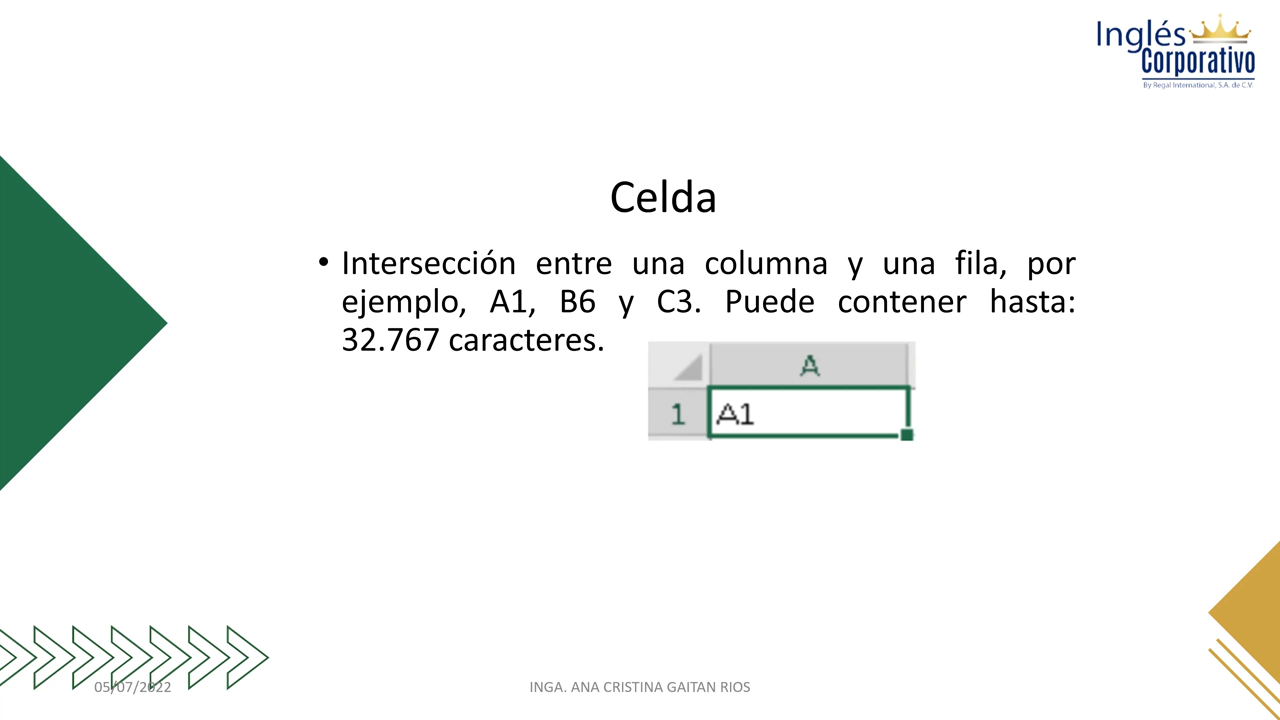 Inglés
Corporativo
By Regal International, S.A. de C.V.
Celda
• Intersección entre una columna y una fila, por
ejemplo, A1, B6 y C3. Puede contener hasta:
32.767 caracteres.
A
1 A1
05/07/2022
INGA. ANA CRISTINA GAITAN RIOS